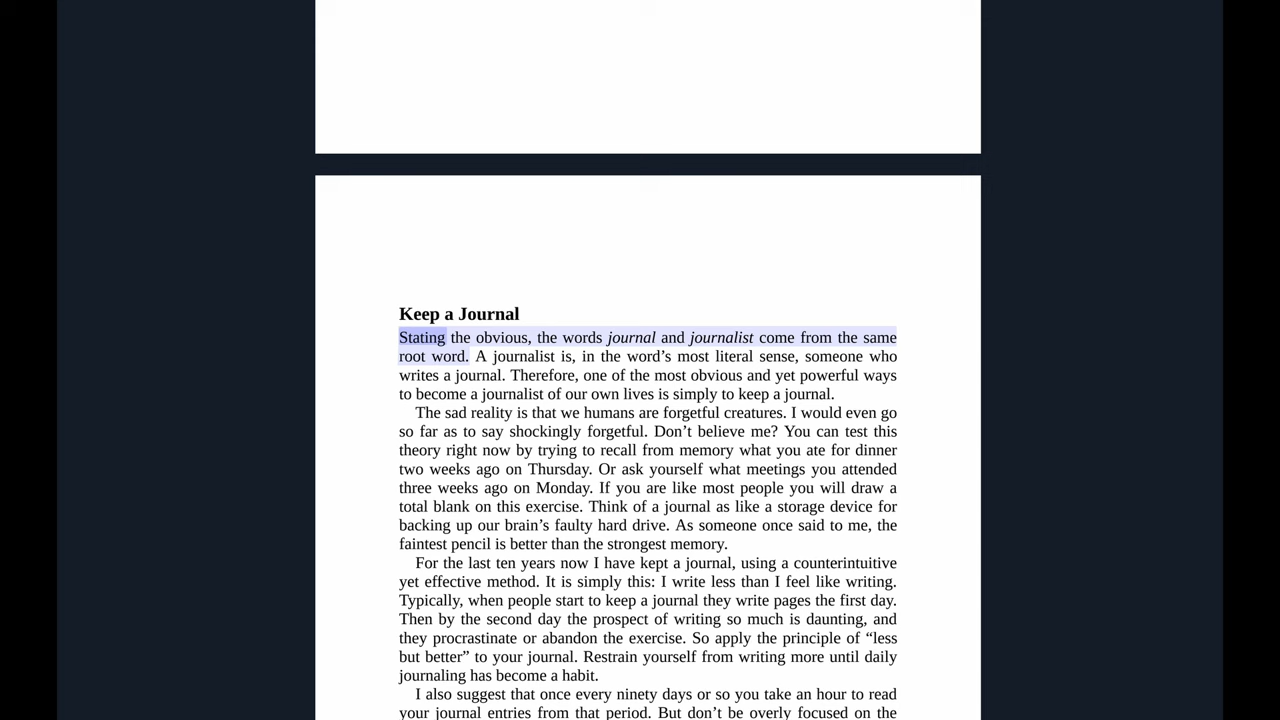 Keep a Journal
Stating the obvious, the words journal and journalist come from the same
root word. A journalist is, in the word’s most literal sense, someone who
writes a journal. Therefore, one of the most obvious and yet powerful ways
to become a journalist of our own lives is simply to keep a journal.
The sad reality is that we humans are forgetful creatures. I would even go
so far as to say shockingly forgetful. Don’t believe me? You can test this
theory right now by trying to recall from memory what you ate for dinner
two weeks ago on Thursday. Or ask yourself what meetings you attended
three weeks ago on Monday. If you are like most people you will draw a
total blank on this exercise. Think of a journal as like a storage device for
backing up our brain’s faulty hard drive. As someone once said to me, the
faintest pencil is better than the strongest memory.
For the last ten years now I have kept a journal, using a counterintuitive
yet effective method. It is simply this: I write less than I feel like writing.
Typically, when people start to keep a journal they write pages the first day.
Then by the second day the prospect of writing so much is daunting, and
they procrastinate or abandon the exercise. So apply the principle of “less
but better” to your journal. Restrain yourself from writing more until daily
journaling has become a habit.
I also suggest that once every ninety days or so you take an hour to read
your journal entries from that period. But don’t be overly focused on the